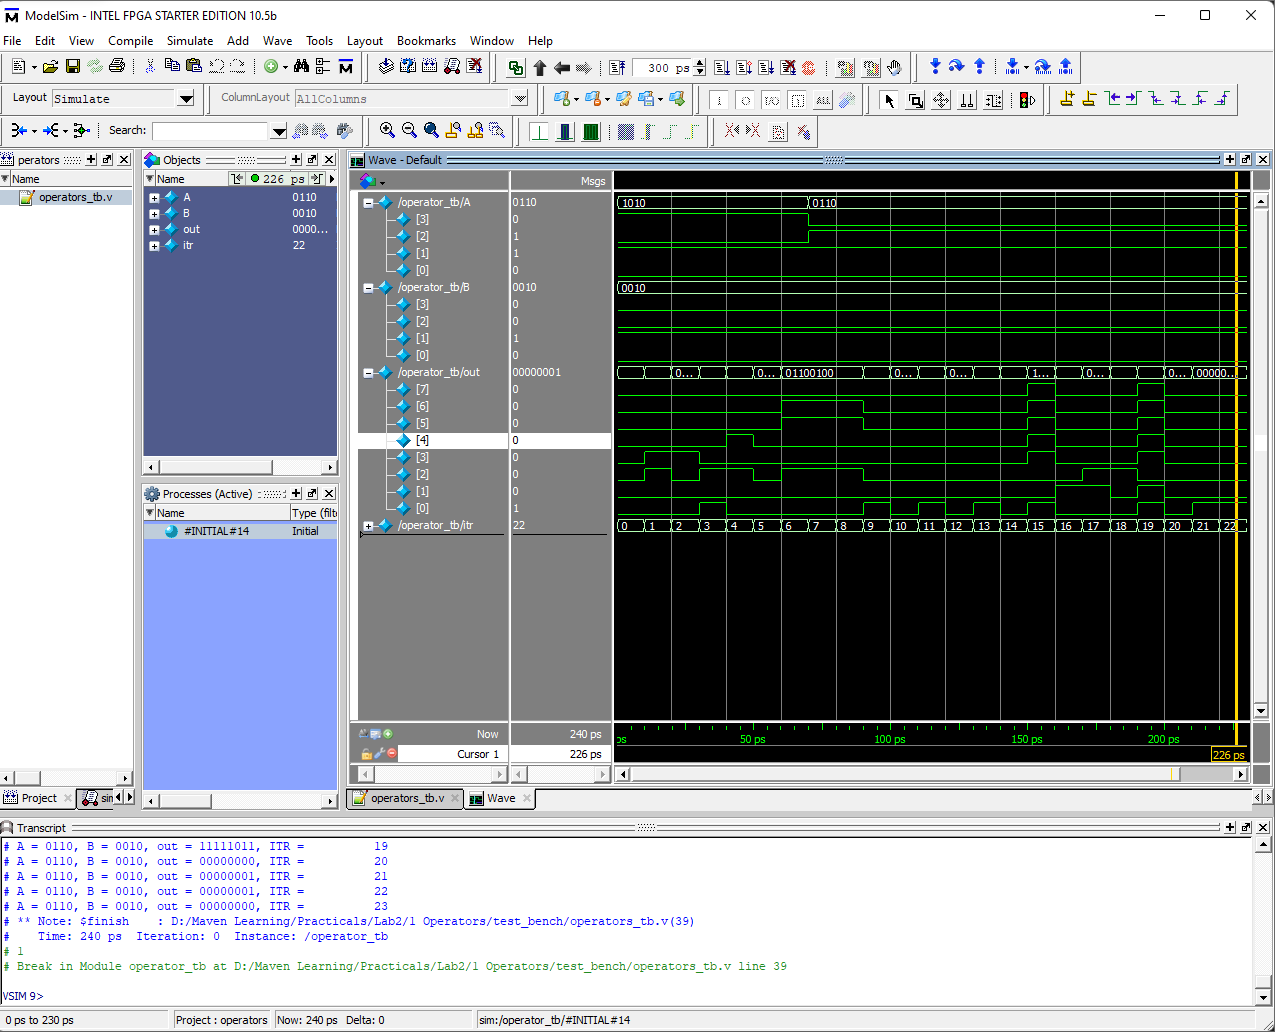 ModelSim - INTEL FPGA STARTER EDITION 10.5b
File Edit View Compile Simulate Add Wave Tools Layout Bookmarks Window Help
300 ps
Layout Simulate ColumnLayout AllColumns
Search:
perators
Name
operators_tb.v
Objects
Name 226 ps
A 0110
B 0010
out 0000...
itr 22
Processes (Active)
Name Type (filt
#INITIAL#14 Initial
Wave - Default
Msgs
/operator_tb/A 0110 1010 0110
[3] 0
[2] 1
[1] 1
[0] 0
/operator_tb/B 0010 0010
[3] 0
[2] 0
[1] 1
[0] 0
/operator_tb/out 00000001 0... 0... 01100100 0... 0... 1... 0... 0... 00000...
[7] 0
[6] 0
[5] 0
[4] 0
[3] 0
[2] 0
[1] 0
[0] 1
/operator_tb/itr 22 0 1 2 3 4 5 6 7 8 9 10 11 12 13 14 15 16 17 18 19 20 21 22
Now 240 ps ps 50 ps 100 ps 150 ps 200 ps
Cursor 1 226 ps 226 ps
Project sim
operators_tb.v Wave
Transcript
# A = 0110, B = 0010, out = 11111011, ITR = 19
# A = 0110, B = 0010, out = 00000000, ITR = 20
# A = 0110, B = 0010, out = 00000001, ITR = 21
# A = 0110, B = 0010, out = 00000001, ITR = 22
# A = 0110, B = 0010, out = 00000000, ITR = 23
# ** Note: $finish : D:/Maven Learning/Practicals/Lab2/1 Operators/test_bench/operators_tb.v(39)
# Time: 240 ps Iteration: 0 Instance: /operator_tb
# 1
# Break in Module operator_tb at D:/Maven Learning/Practicals/Lab2/1 Operators/test_bench/operators_tb.v line 39
VSIM 9>
0 ps to 230 ps Project : operators Now: 240 ps Delta: 0 sim:/operator_tb/#INITIAL#14